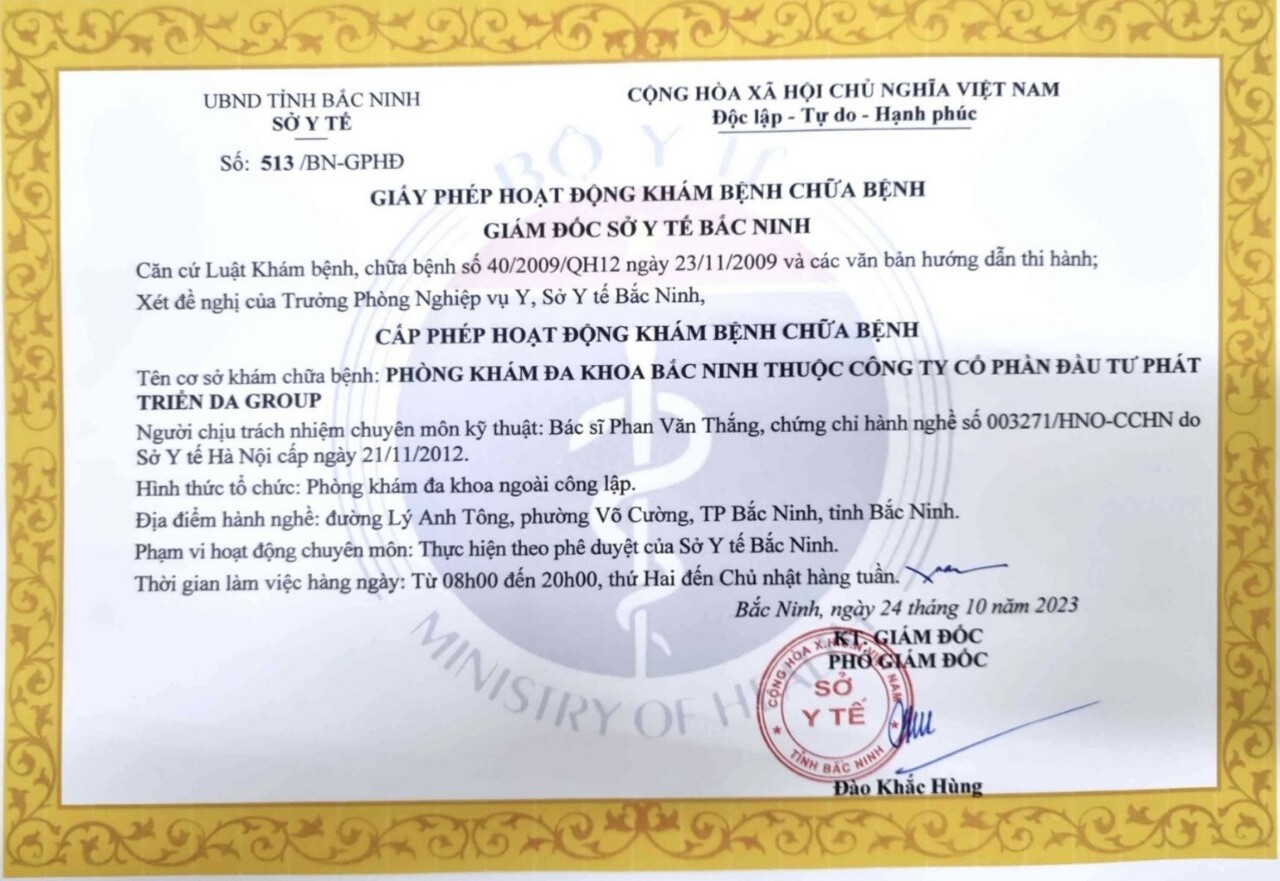 UBND TỈNH BẮC NINH
SỞ Y TẾ
CỘNG HÒA XÃ HỘI CHỦ NGHĨA VIỆT NAM
Độc lập - Tự do - Hạnh phúc
Số: 513 /BN-GPHĐ
BỘ Y TẾ
GIẤY PHÉP HOẠT ĐỘNG KHÁM BỆNH CHỮA BỆNH
GIÁM ĐỐC SỞ Y TẾ BẮC NINH
Căn cứ Luật Khám bệnh, chữa bệnh số 40/2009/QH12 ngày 23/11/2009 và các văn bản hướng dẫn thi hành;
Xét đề nghị của Trưởng Phòng Nghiệp vụ Y, Sở Y tế Bắc Ninh,
CẤP PHÉP HOẠT ĐỘNG KHÁM BỆNH CHỮA BỆNH
Tên cơ sở khám chữa bệnh: PHÒNG KHÁM ĐA KHOA BẮC NINH THUỘC CÔNG TY CỔ PHẦN ĐẦU TƯ PHÁT
TRIỂN DA GROUP
Người chịu trách nhiệm chuyên môn kỹ thuật: Bác sĩ Phan Văn Thắng, chứng chỉ hành nghề số 003271/HNO-CCHN do
Sở Y tế Hà Nội cấp ngày 21/11/2012.
Hình thức tổ chức: Phòng khám đa khoa ngoài công lập.
Địa điểm hành nghề: đường Lý Anh Tông, phường Võ Cường, TP Bắc Ninh, tỉnh Bắc Ninh.
Phạm vi hoạt động chuyên môn: Thực hiện theo phê duyệt của Sở Y tế Bắc Ninh.
Thời gian làm việc hàng ngày: Từ 08h00 đến 20h00, thứ Hai đến Chủ nhật hàng tuần.
Bắc Ninh, ngày 24 tháng 10 năm 2023
KT. GIÁM ĐỐC
PHÓ GIÁM ĐỐC
MINISTRY OF HEALTH
CỘNG HÒA X.H.C.N VIỆT NAM
SỞ
Y TẾ
TỈNH BẮC NINH
Đào Khắc Hùng